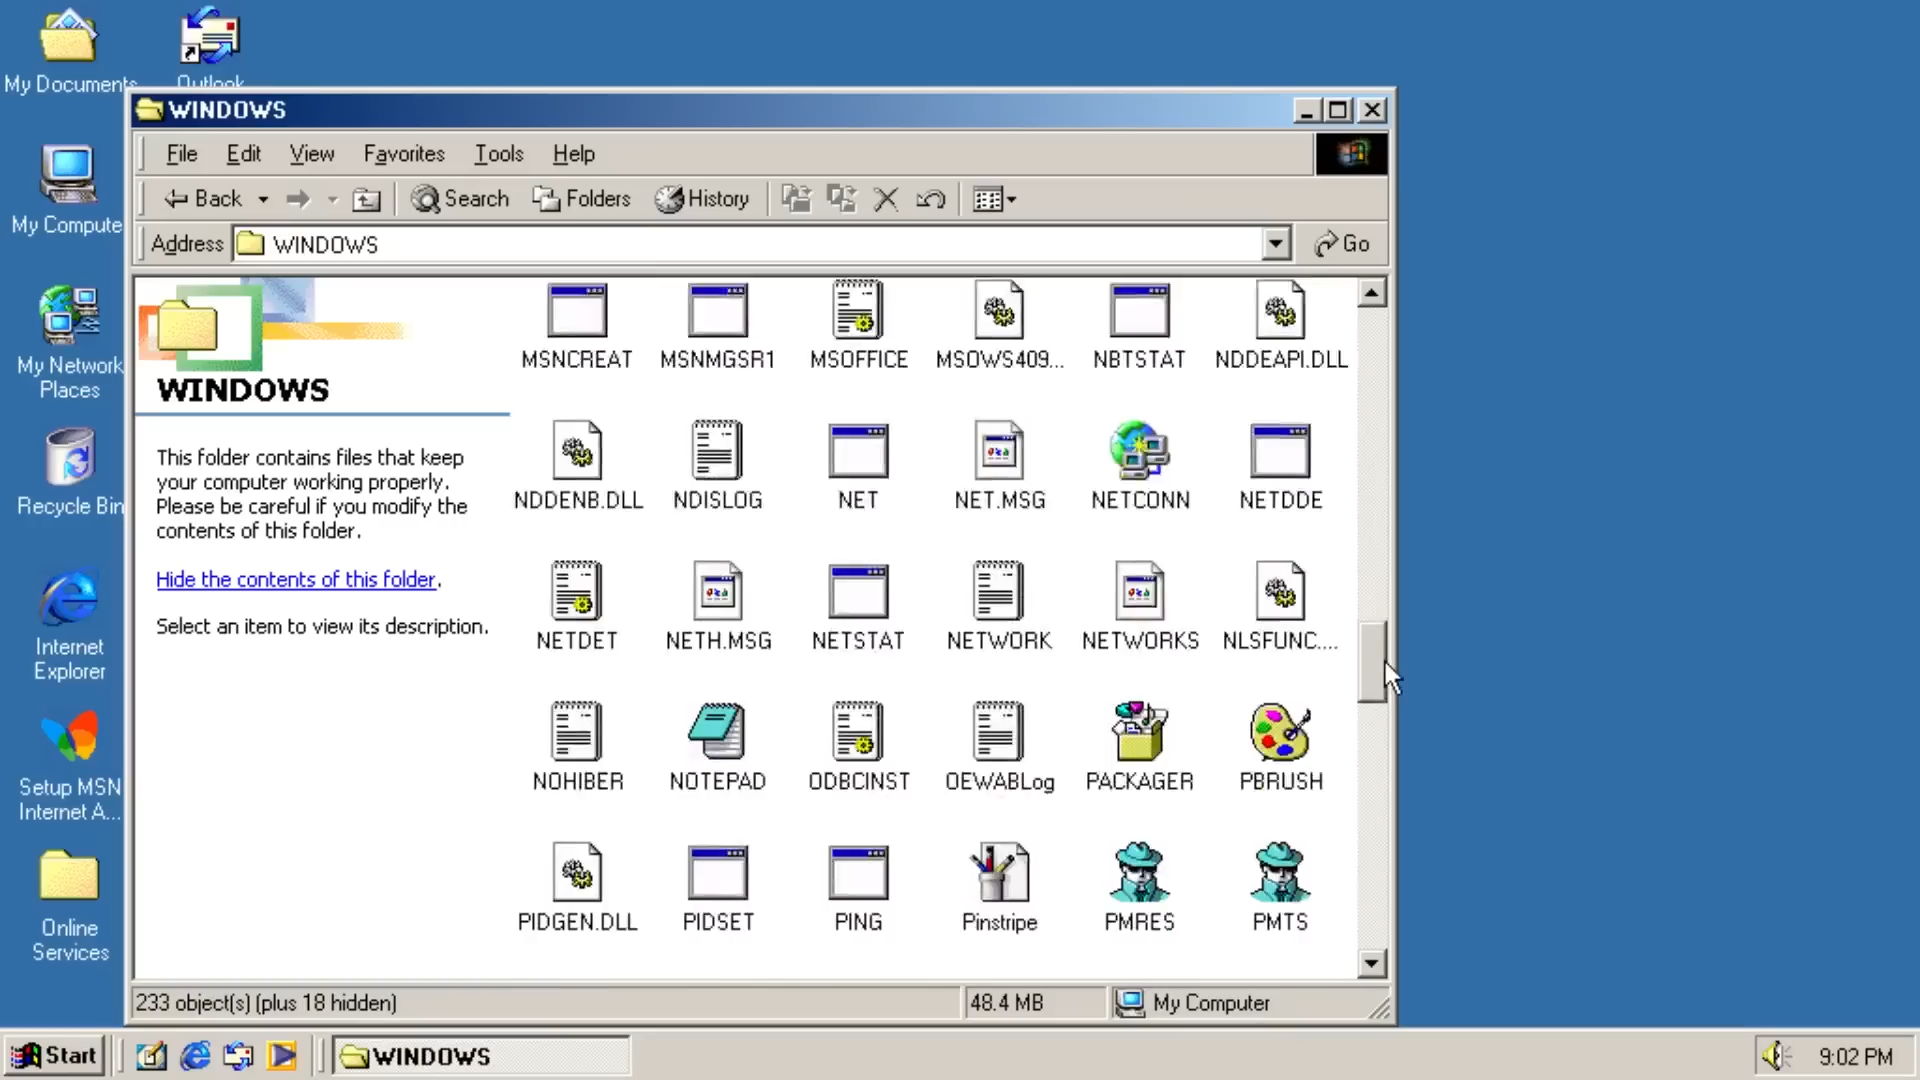 My Documents
Outlook
My Compute
My Network
Places
Recycle Bin
Internet
Explorer
Setup MSN
Internet A...
Online
Services
WINDOWS
File Edit View Favorites Tools Help
Back Search Folders History
Address WINDOWS Go
WINDOWS
This folder contains files that keep
your computer working properly.
Please be careful if you modify the
contents of this folder.
Hide the contents of this folder.
Select an item to view its description.
MSNCREAT MSNMGSR1 MSOFFICE MSOWS409... NBTSTAT NDDEAPI.DLL
NDDENB.DLL NDISLOG NET NET.MSG NETCONN NETDDE
NETDET NETH.MSG NETSTAT NETWORK NETWORKS NLSFUNC....
NOHIBER NOTEPAD ODBCINST OEWABLog PACKAGER PBRUSH
PIDGEN.DLL PIDSET PING Pinstripe PMRES PMTS
233 object(s) (plus 18 hidden) 48.4 MB My Computer
Start WINDOWS 9:02 PM